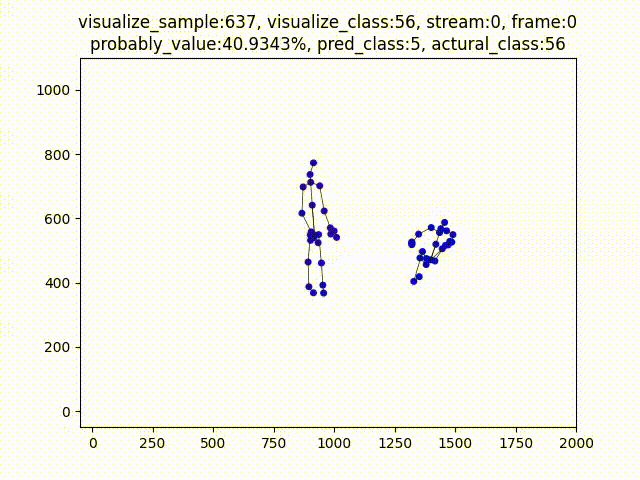 visualize_sample:637, visualize_class:56, stream:0, frame:0
probably_value:40.9343%, pred_class:5, actural_class:56
1000
800
600
400
200
0
0 250 500 750 1000 1250 1500 1750 2000